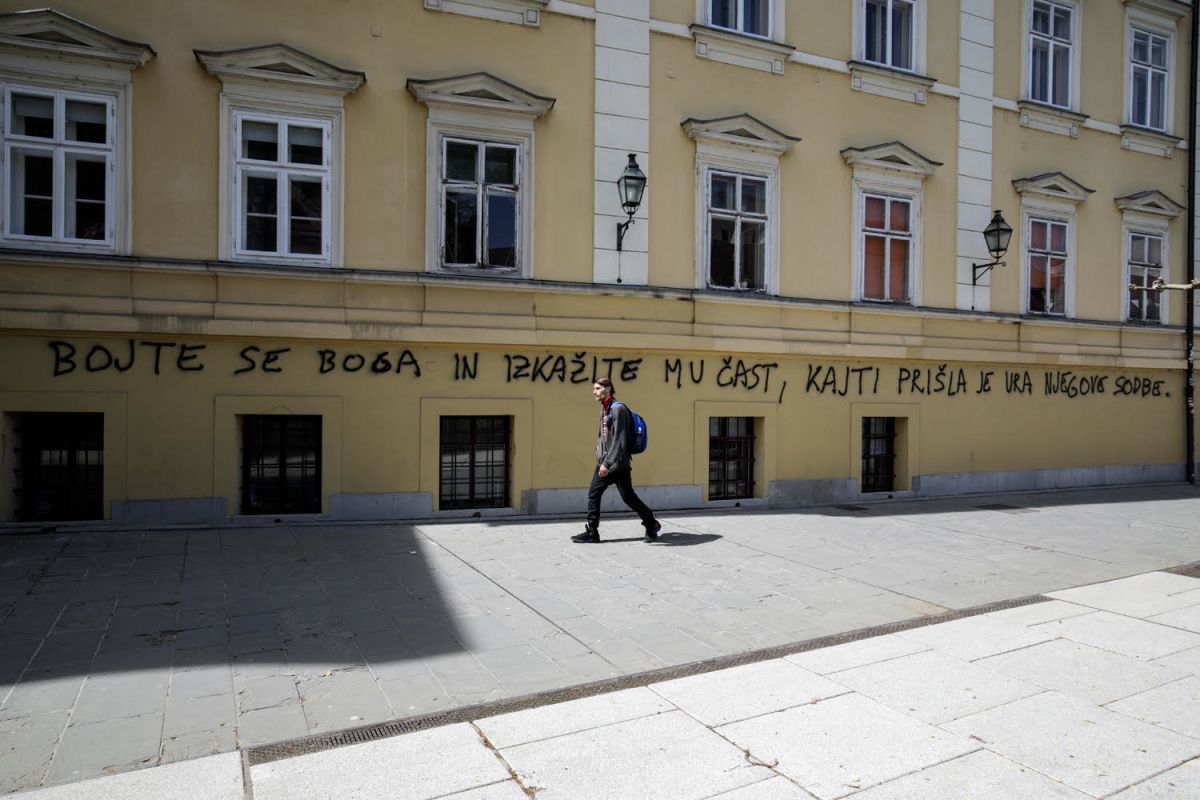 BOJTE SE BOGA IN IZKAŽITE MU ČAST, KAJTI PRIŠLA JE URA NJEGOVE SODBE.